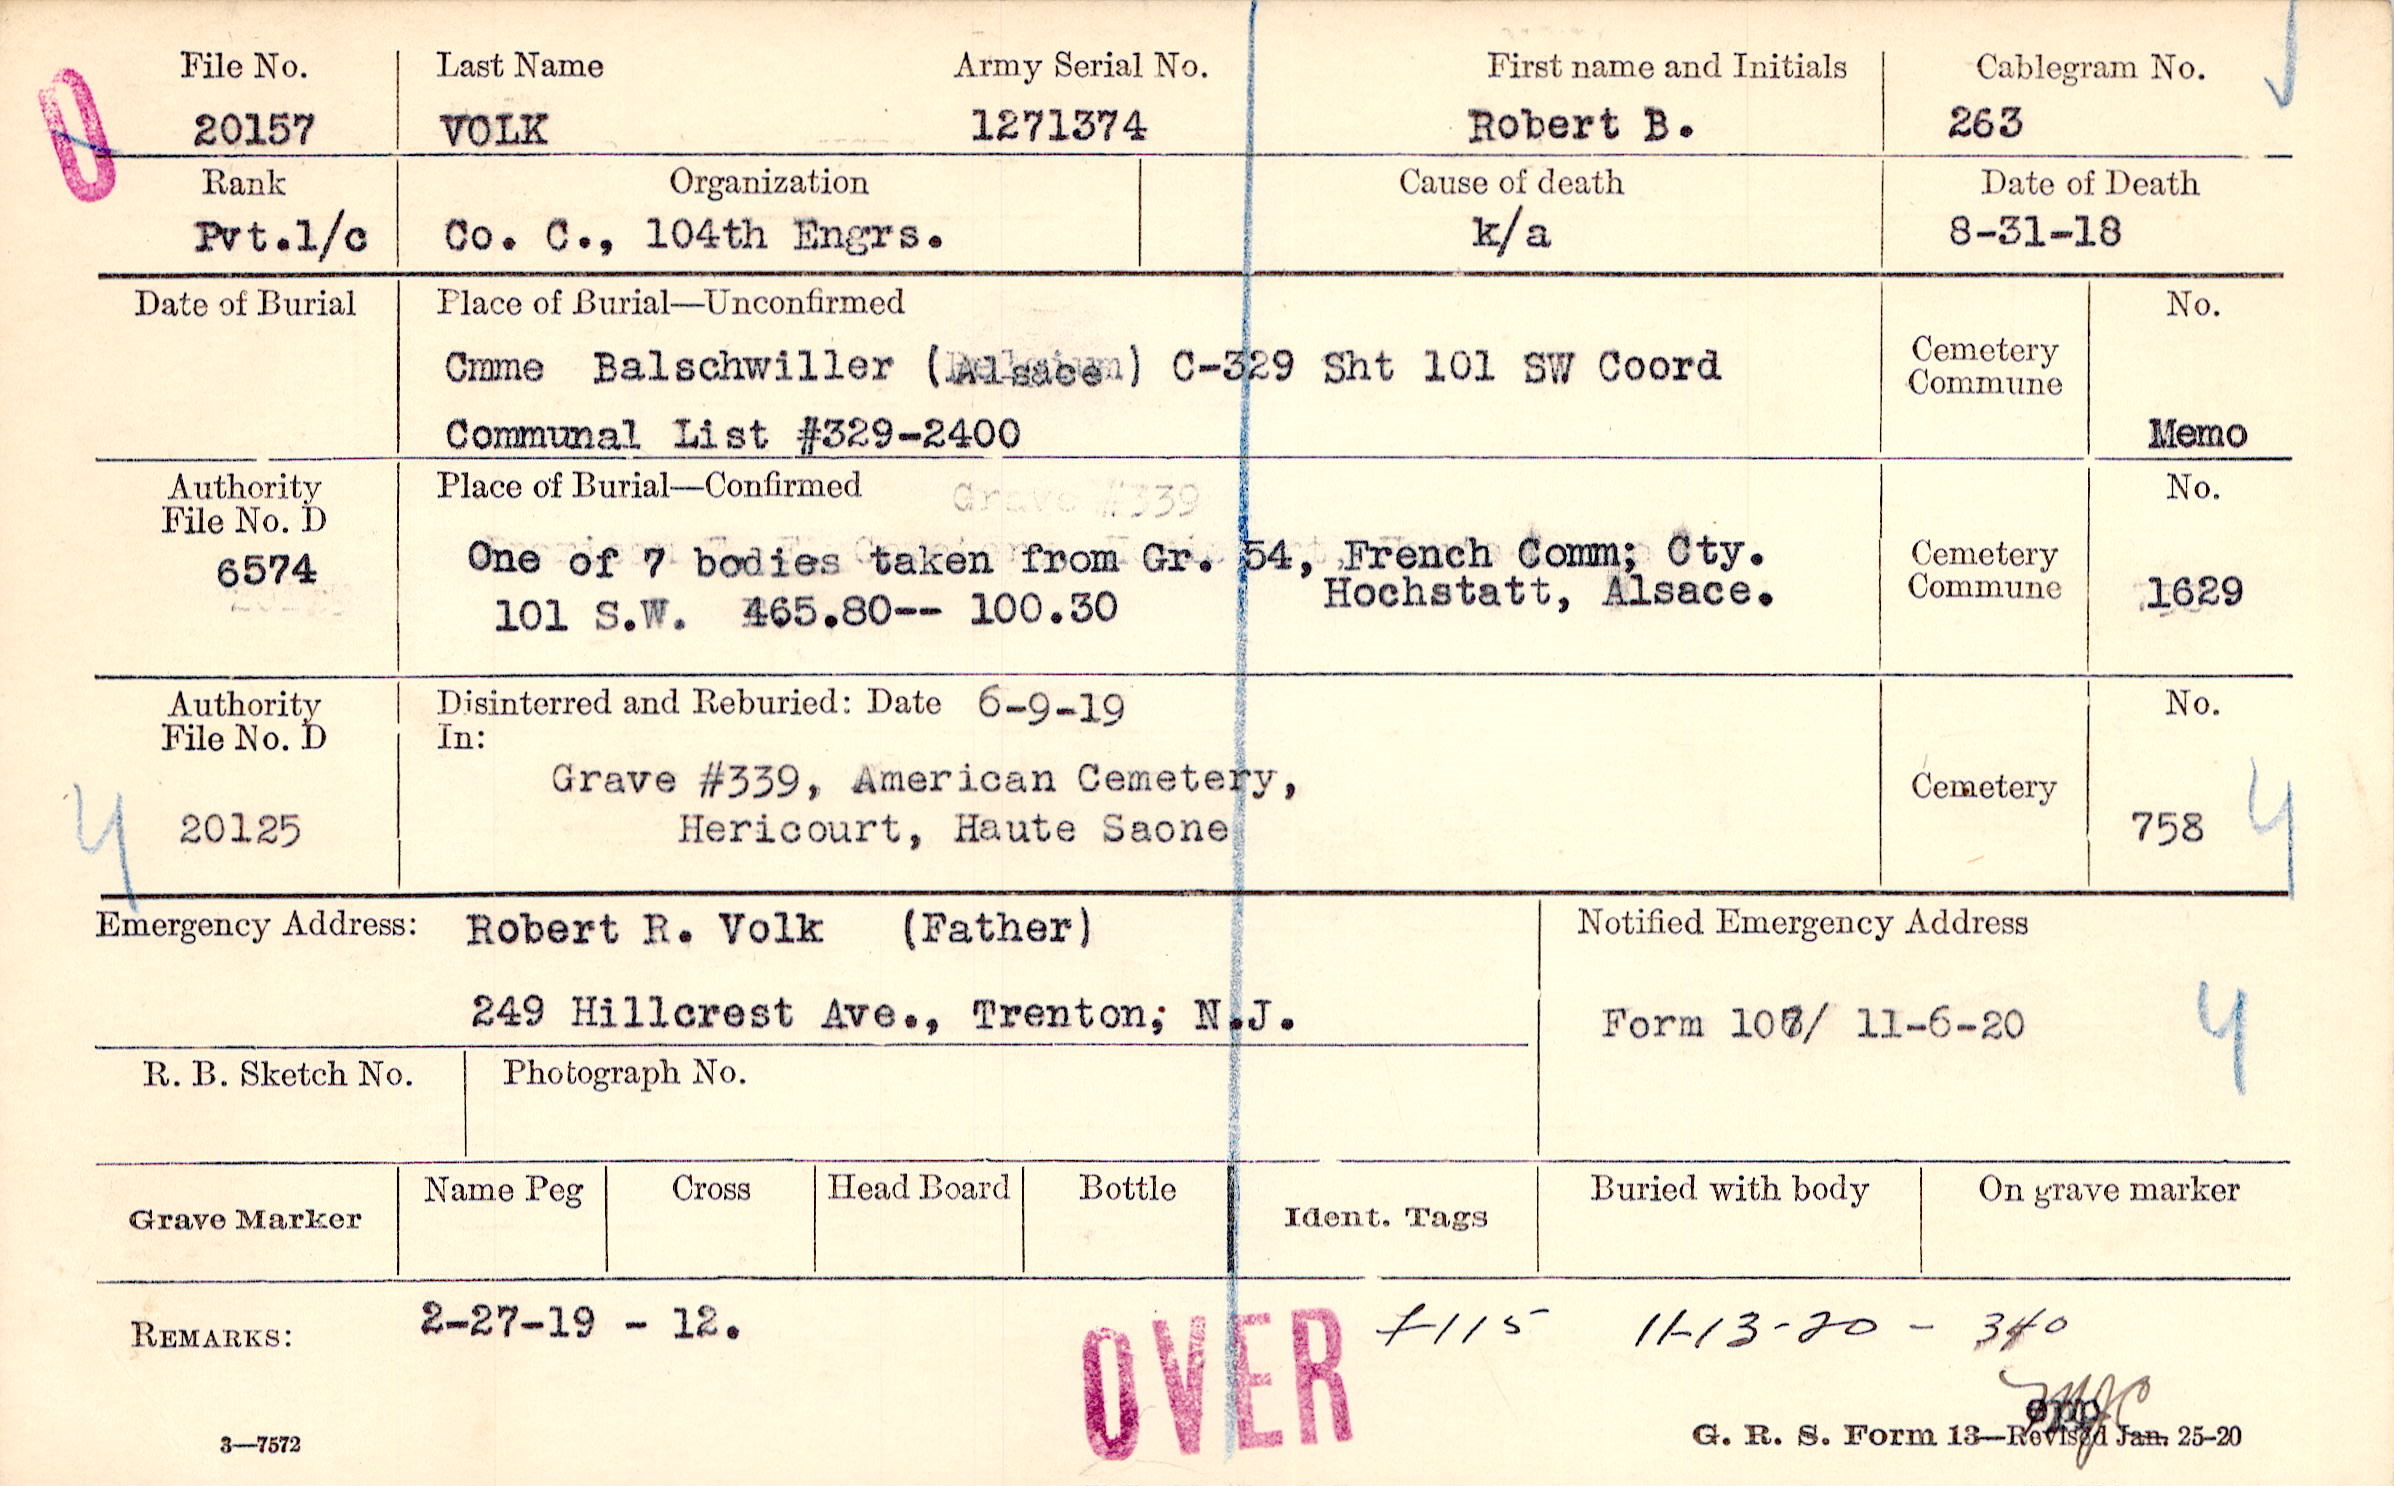 File No. Last Name Army Serial No. First name and Initials Cablegram No.
20157 VOLK 1271374 Robert B. 263
Rank Organization Cause of death Date of Death
Pvt.1/c Co. C., 104th Engrs. k/a 8-31-18
Date of Burial Place of Burial—Unconfirmed No.
Cmme Balschwiller (Alsace) C-329 Sht 101 SW Coord Cemetery
Commune
Communal List #329-2400 Memo
Authority Place of Burial—Confirmed Grave #339 No.
File No. D
6574 One of 7 bodies taken from Gr. 54, French Comm; Cty. Cemetery
Hochstatt, Alsace. Commune 1629
101 S.W. 465.80-- 100.30
Authority Disinterred and Reburied: Date 6-9-19 No.
File No. D In:
Grave #339, American Cemetery, Cemetery
20125 Hericourt, Haute Saone 758
Emergency Address: Robert R. Volk (Father) Notified Emergency Address
249 Hillcrest Ave., Trenton; N.J. Form 107/ 11-6-20
R. B. Sketch No. Photograph No.
Name Peg Cross Head Board Bottle Buried with body On grave marker
Grave Marker Ident. Tags
REMARKS: 2-27-19 - 12. 11-13-20 - 340
OVER
3—7572 G. R. S. Form 13—Revised Jan. 25-20